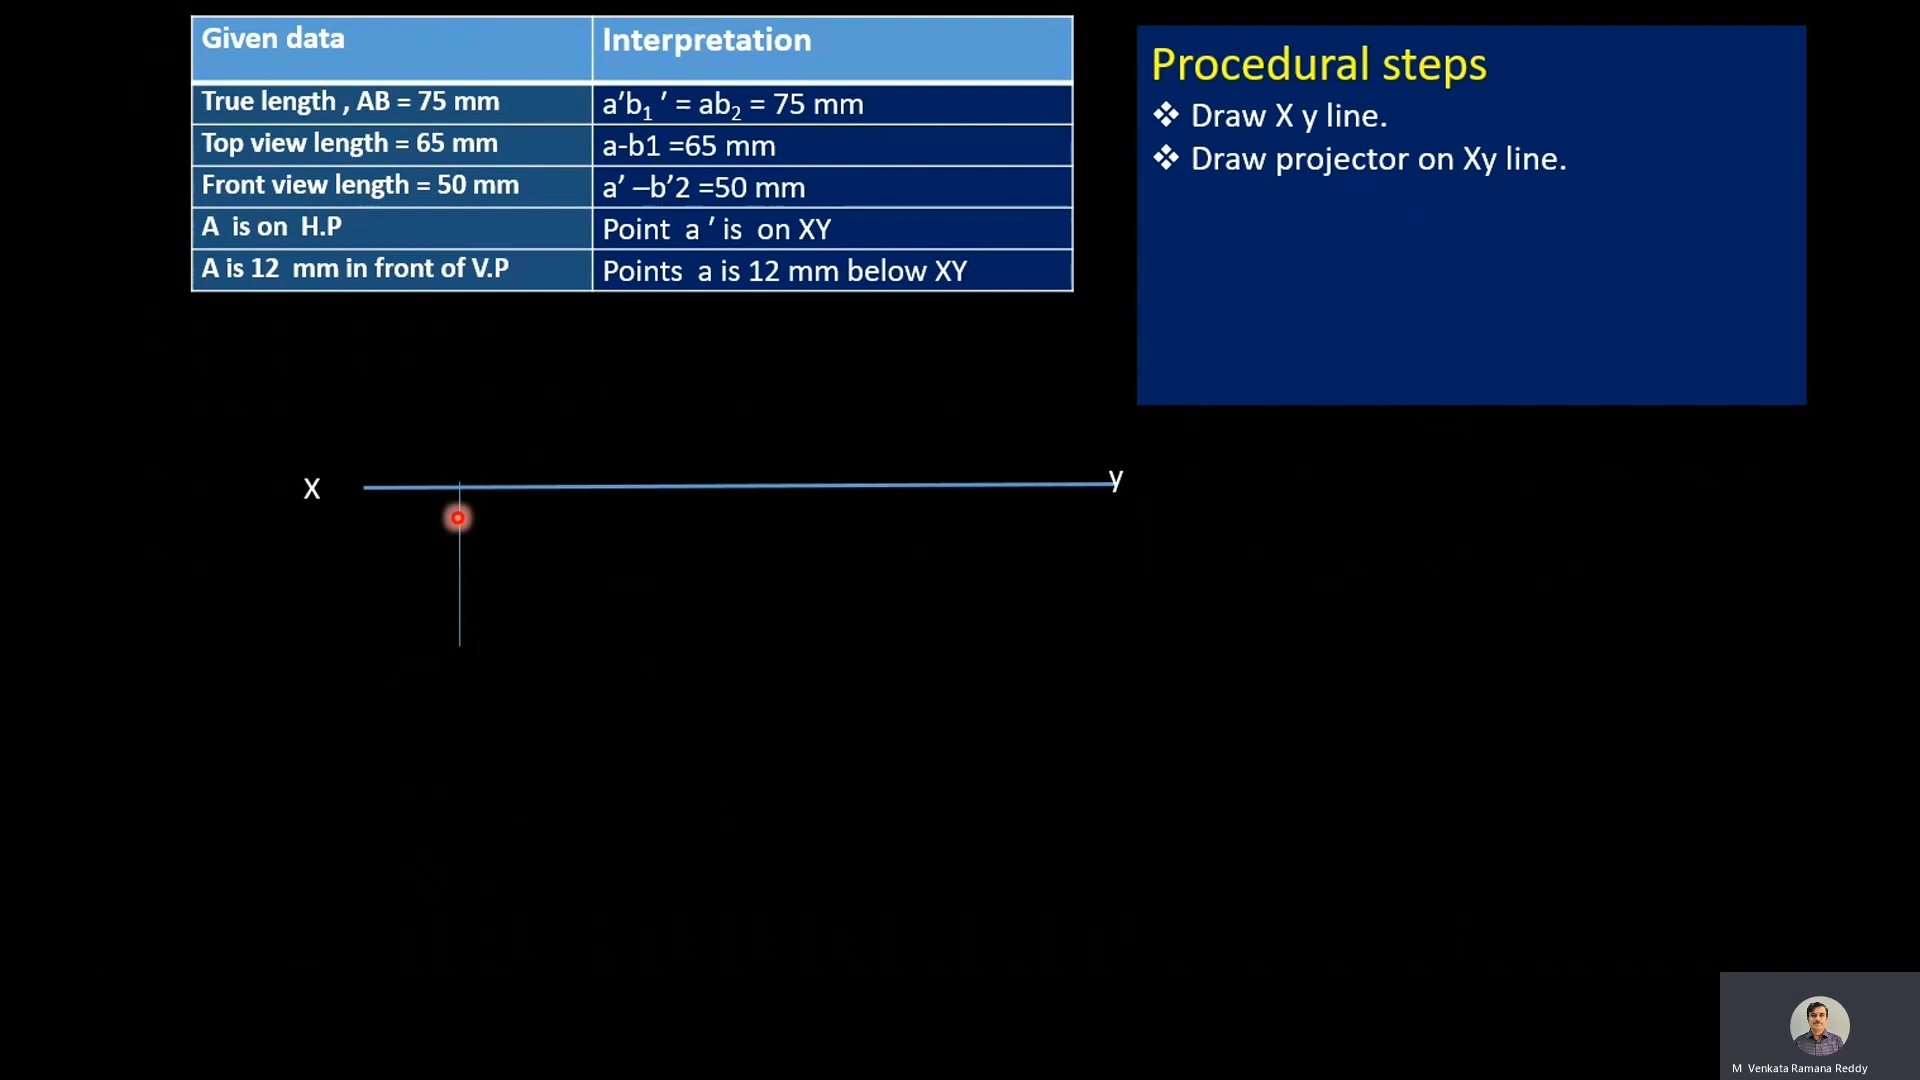 Given data Interpretation
True length , AB = 75 mm a′b₁ ′ = ab₂ = 75 mm
Top view length = 65 mm a-b1 =65 mm
Front view length = 50 mm a′ –b′2 =50 mm
A is on H.P Point a ′ is on XY
A is 12 mm in front of V.P Points a is 12 mm below XY
Procedural steps
❖ Draw X y line.
❖ Draw projector on Xy line.
X y
M Venkata Ramana Reddy